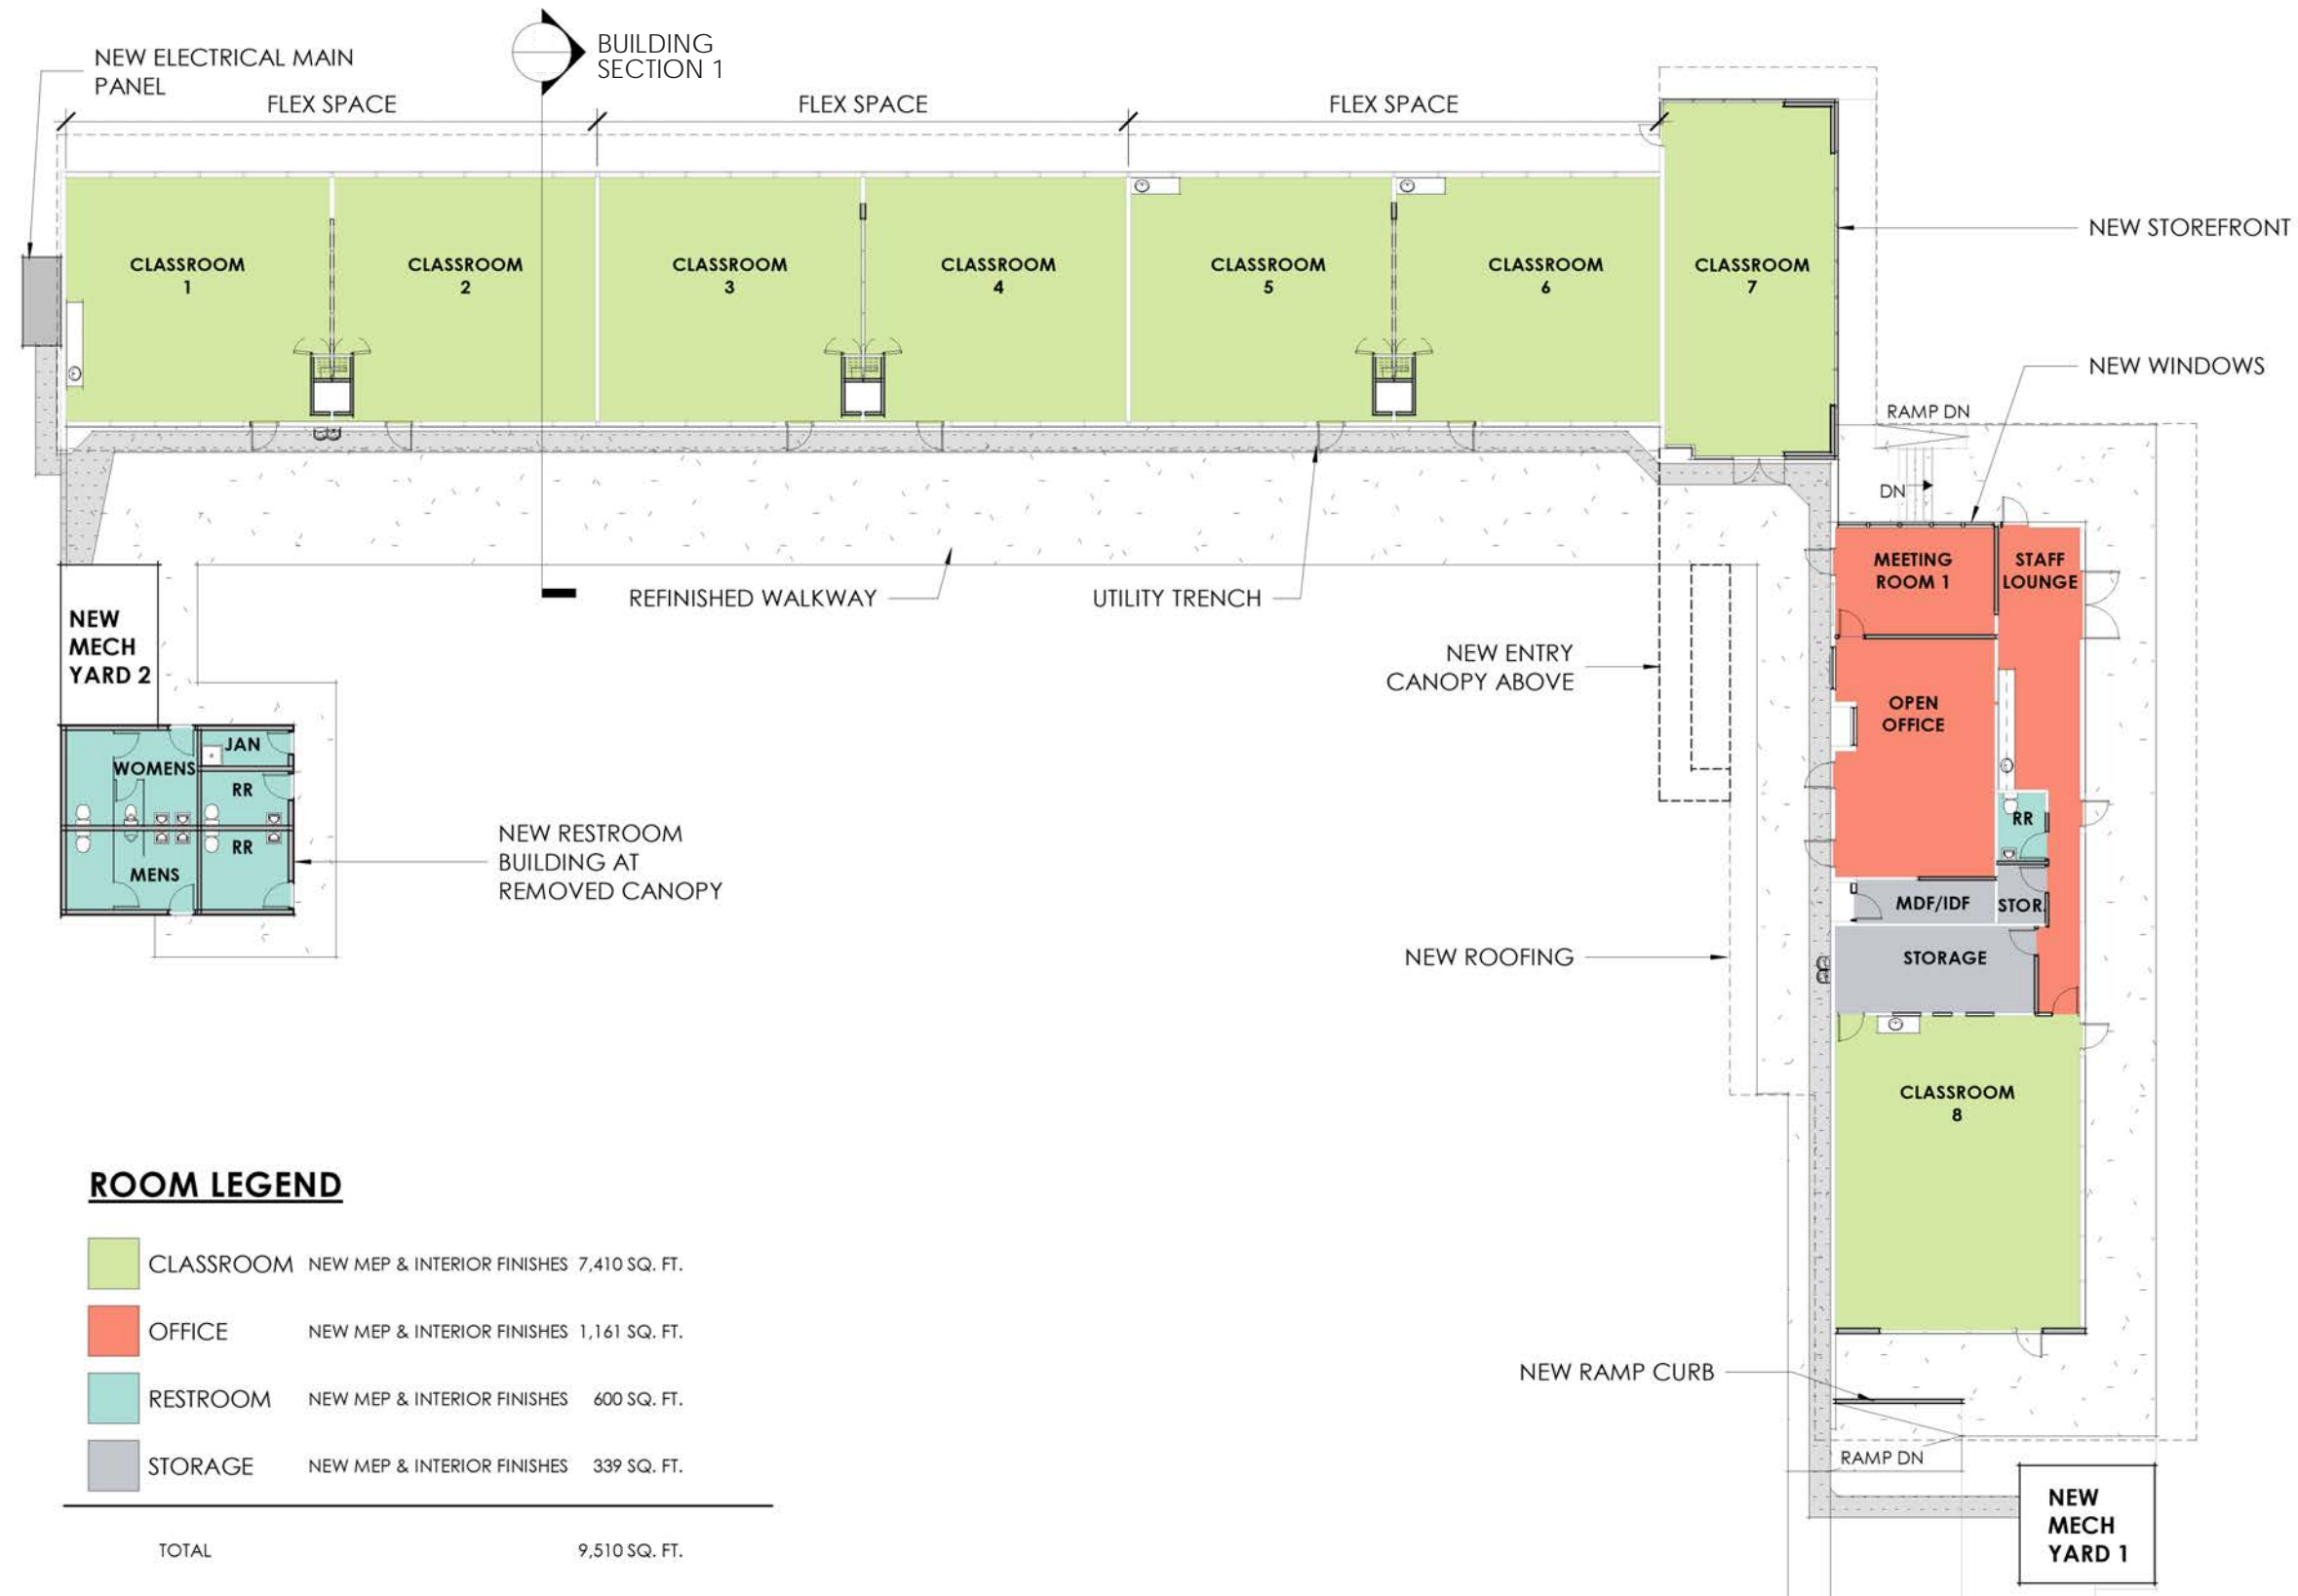 NEW ELECTRICAL MAIN
PANEL
BUILDING
SECTION 1
FLEX SPACE
FLEX SPACE
FLEX SPACE
CLASSROOM
1
CLASSROOM
2
CLASSROOM
3
CLASSROOM
4
CLASSROOM
5
CLASSROOM
6
CLASSROOM
7
NEW STOREFRONT
NEW WINDOWS
RAMP DN
DN
MEETING
ROOM 1
STAFF
LOUNGE
REFINISHED WALKWAY
UTILITY TRENCH
NEW
MECH
YARD 2
NEW ENTRY
CANOPY ABOVE
OPEN
OFFICE
JAN
WOMENS
RR
RR
MENS
NEW RESTROOM
BUILDING AT
REMOVED CANOPY
RR
MDF/IDF
STOR.
STORAGE
NEW ROOFING
CLASSROOM
8
ROOM LEGEND
CLASSROOM NEW MEP & INTERIOR FINISHES 7,410 SQ. FT.
OFFICE NEW MEP & INTERIOR FINISHES 1,161 SQ. FT.
RESTROOM NEW MEP & INTERIOR FINISHES 600 SQ. FT.
STORAGE NEW MEP & INTERIOR FINISHES 339 SQ. FT.
TOTAL 9,510 SQ. FT.
NEW RAMP CURB
RAMP DN
NEW
MECH
YARD 1